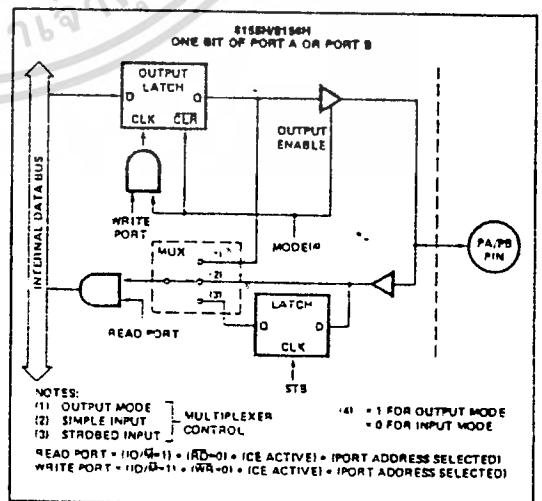 8155H/8156H
ONE BIT OF PORT A OR PORT B
OUTPUT
LATCH
D
Q
CLK
CLR
OUTPUT
ENABLE
INTERNAL DATA BUS
WRITE
PORT
MODE(4)
MUX
(1)
(2)
(3)
PA/PB
PIN
READ PORT
LATCH
Q
D
CLK
STB
NOTES:
(1) OUTPUT MODE
(2) SIMPLE INPUT
(3) STROBED INPUT
MULTIPLEXER
CONTROL
(4) = 1 FOR OUTPUT MODE
= 0 FOR INPUT MODE
READ PORT = (IO/M̅=1) • (R̅D̅=0) • (CE ACTIVE) • (PORT ADDRESS SELECTED)
WRITE PORT = (IO/M̅=1) • (W̅R̅=0) • (CE ACTIVE) • (PORT ADDRESS SELECTED)